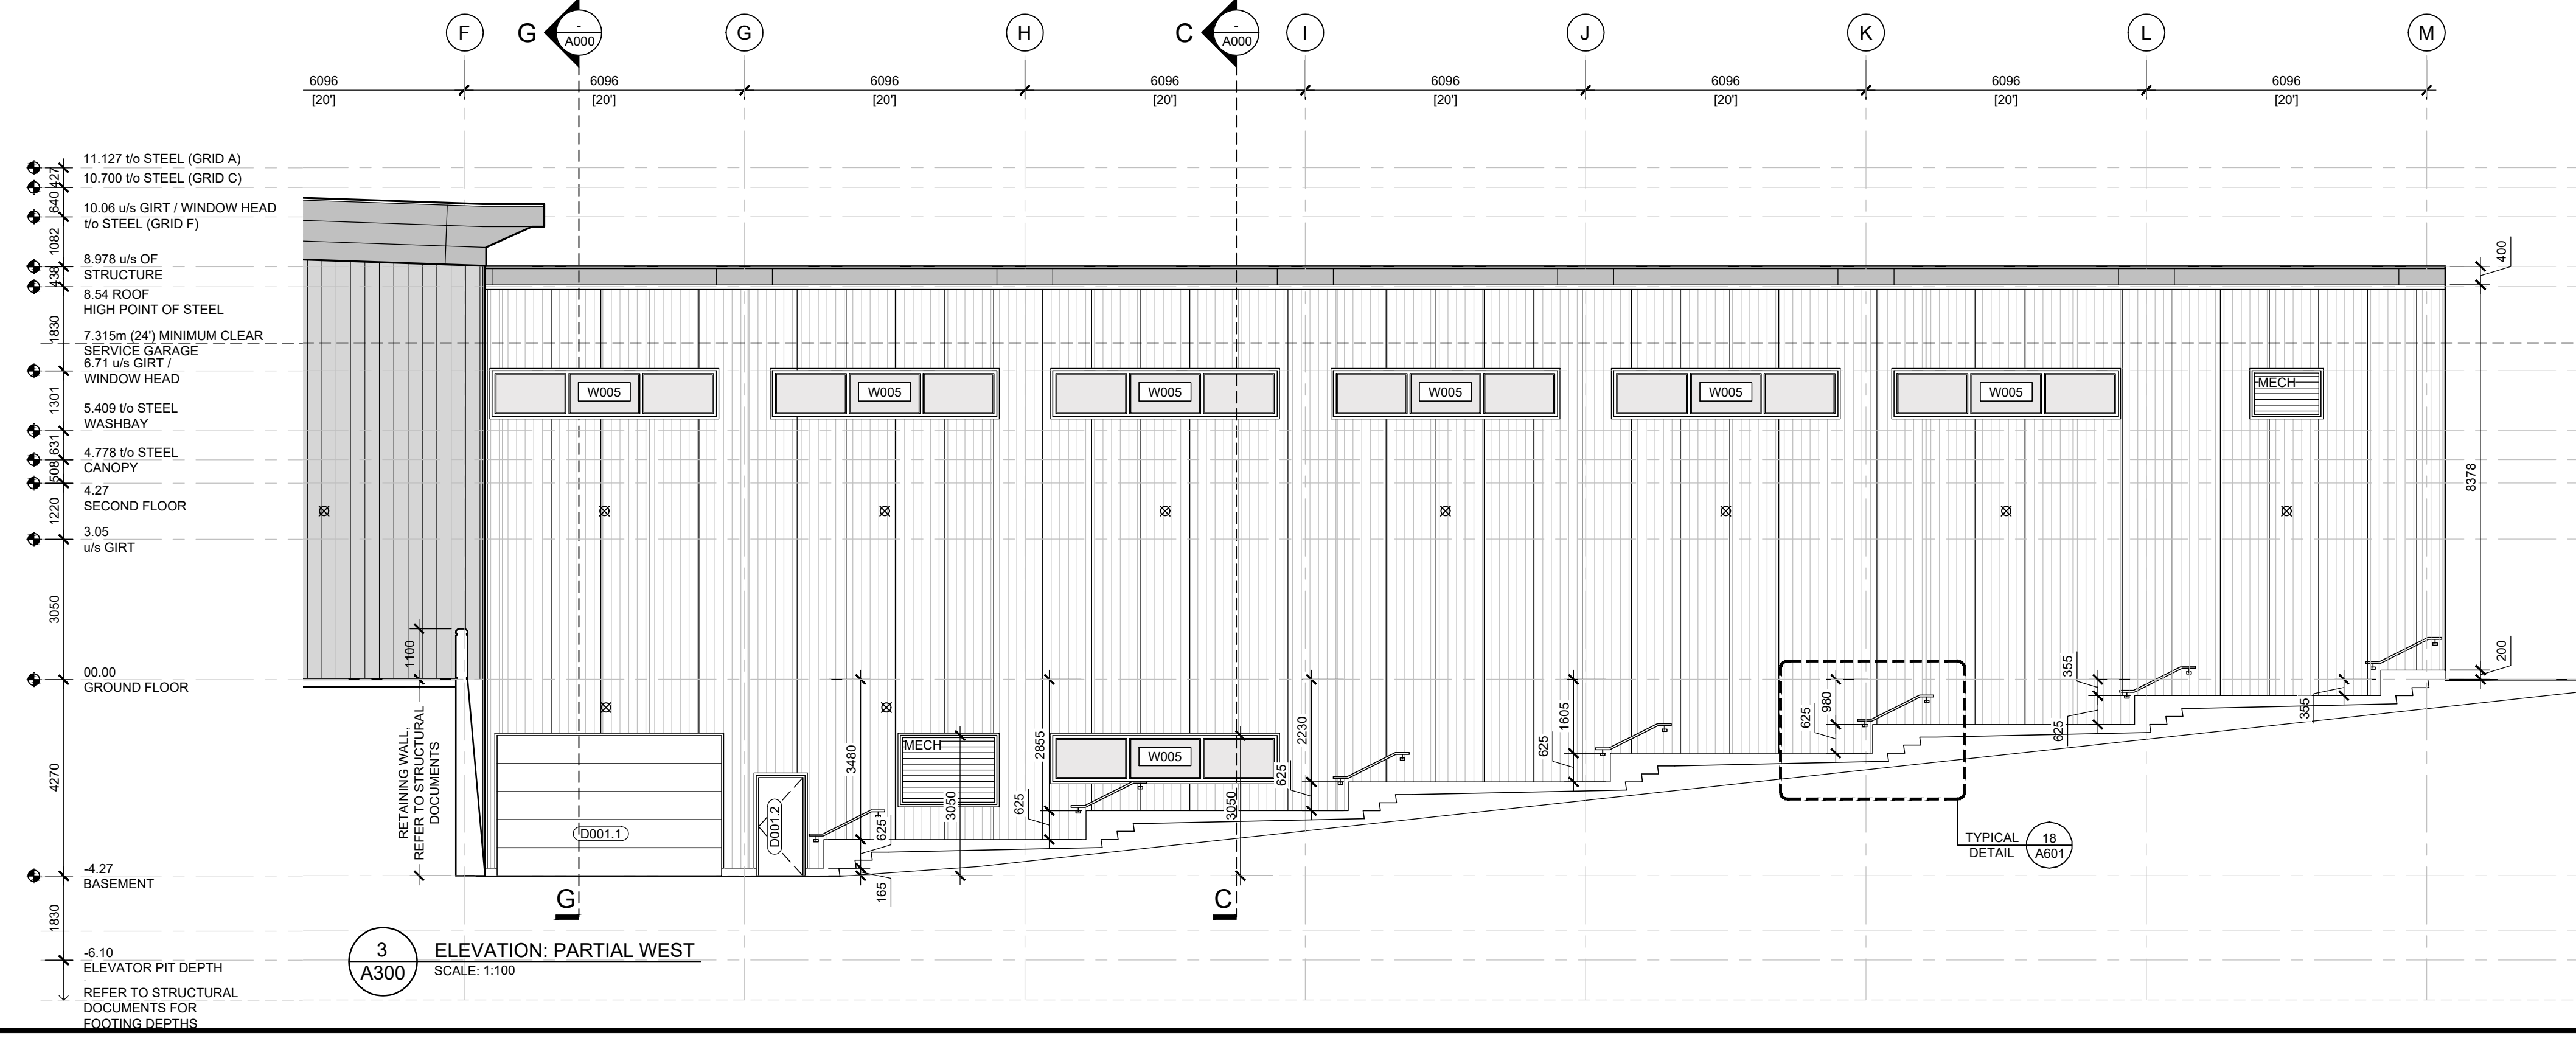 F
G
-
A000
G
H
C
-
A000
I
J
K
L
M
6096
6096
6096
6096
6096
6096
6096
6096
[20']
[20']
[20']
[20']
[20']
[20']
[20']
[20']
11.127 t/o STEEL (GRID A)
427
10.700 t/o STEEL (GRID C)
640
10.06 u/s GIRT / WINDOW HEAD
t/o STEEL (GRID F)
1082
8.978 u/s OF
STRUCTURE
438
8.54 ROOF
HIGH POINT OF STEEL
1830
7.315m (24') MINIMUM CLEAR
SERVICE GARAGE
6.71 u/s GIRT /
WINDOW HEAD
1301
5.409 t/o STEEL
WASHBAY
631
4.778 t/o STEEL
CANOPY
508
4.27
SECOND FLOOR
1220
3.05
u/s GIRT
3050
00.00
GROUND FLOOR
4270
-4.27
BASEMENT
1830
-6.10
ELEVATOR PIT DEPTH
REFER TO STRUCTURAL
DOCUMENTS FOR
FOOTING DEPTHS
W005
W005
W005
W005
W005
W005
MECH
400
8378
200
1100
RETAINING WALL,
REFER TO STRUCTURAL
DOCUMENTS
D001.1
D001.2
3480
625
165
MECH
3050
2855
625
W005
3050
2230
625
1605
625
980
625
355
625
355
TYPICAL
DETAIL
18
A601
G
C
3
A300
ELEVATION: PARTIAL WEST
SCALE: 1:100